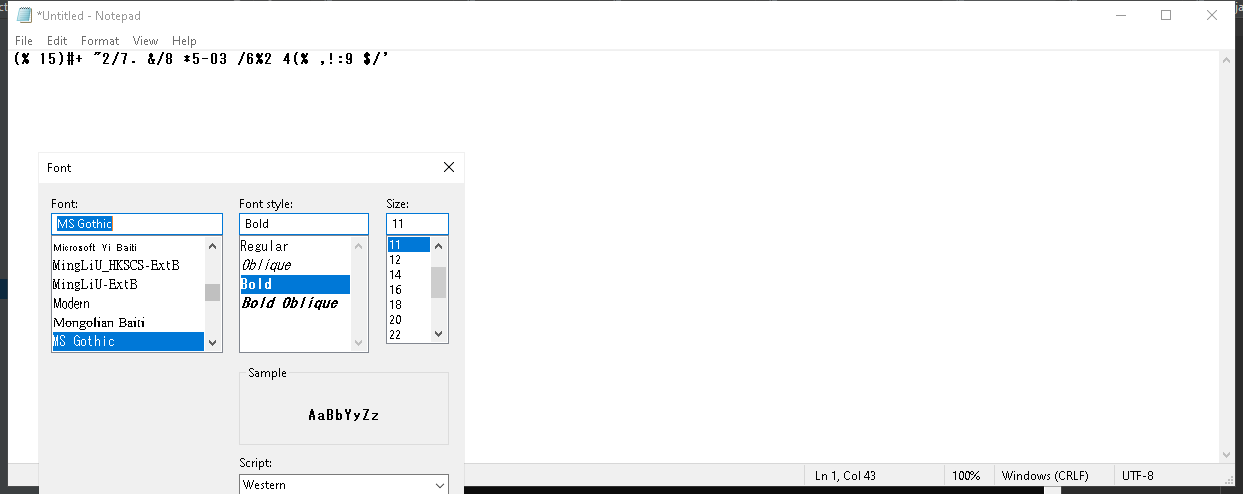 *Untitled - Notepad
File Edit Format View Help
(% 15)#+ "2/7. &/8 *5-03 /6%2 4(% ,!:9 $/'
Font
Font: Font style: Size:
MS Gothic Bold 11
Microsoft Yi Baiti Regular 11
MingLiU_HKSCS-ExtB Oblique 12
MingLiU-ExtB Bold 14
Modern Bold Oblique 16
Mongolian Baiti 18
MS Gothic 20
22
Sample
AaBbYyZz
Script:
Western
Ln 1, Col 43 100% Windows (CRLF) UTF-8